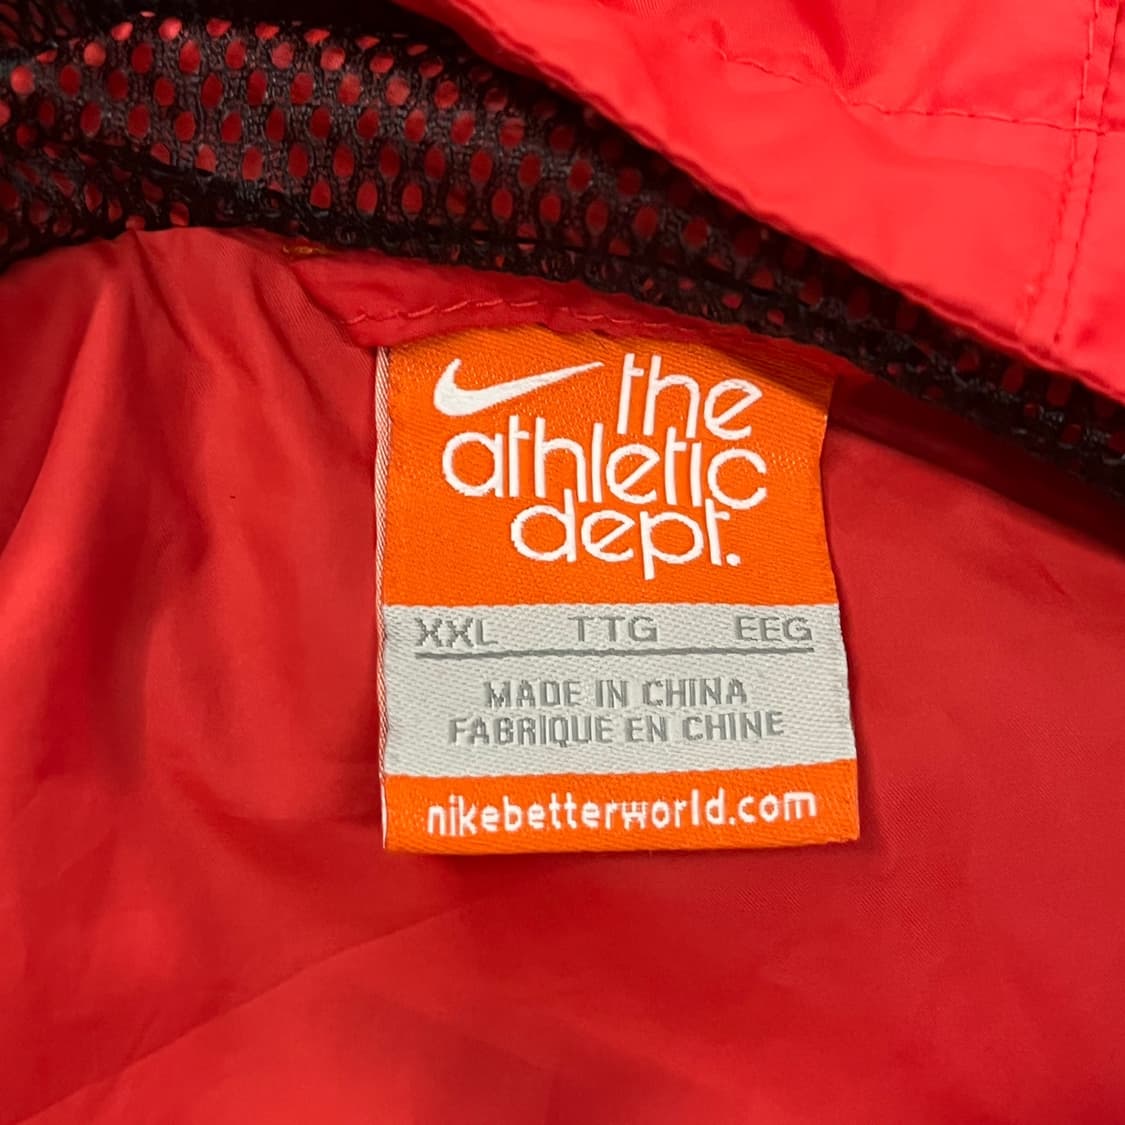 the
athletic
dept.
XXL TTG EEG
MADE IN CHINA
FABRIQUE EN CHINE
nikebetterworld.com